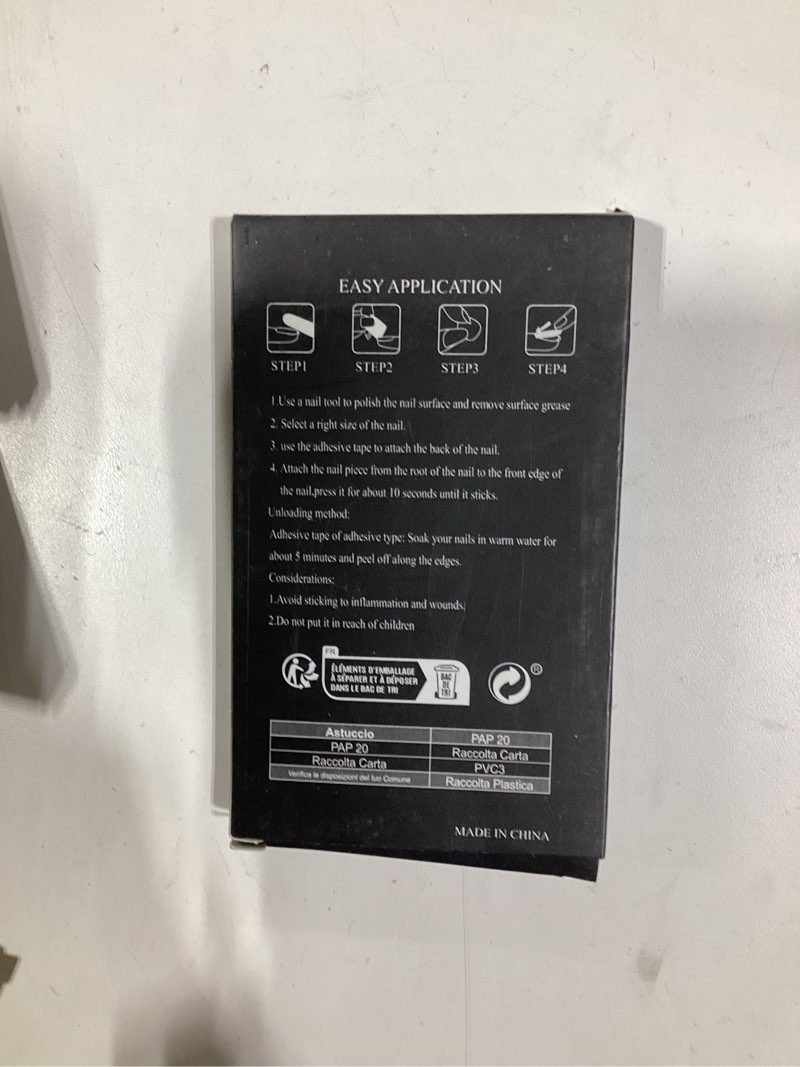 EASY APPLICATION
STEP1 STEP2 STEP3 STEP4
1.Use a nail tool to polish the nail surface and remove surface grease
2. Select a right size of the nail.
3. use the adhesive tape to attach the back of the nail.
4. Attach the nail piece from the root of the nail to the front edge of
the nail,press it for about 10 seconds until it sticks.
Unloading method:
Adhesive tape of adhesive type: Soak your nails in warm water for
about 5 minutes and peel off along the edges.
Considerations:
1.Avoid sticking to inflammation and wounds.
2.Do not put it in reach of children
FR
ÉLÉMENTS D'EMBALLAGE
À SÉPARER ET À DÉPOSER
DANS LE BAC DE TRI
BAC
DE
TRI
®
Astuccio PAP 20
PAP 20 Raccolta Carta
Raccolta Carta PVC3
Verifica le disposizioni del tuo Comune Raccolta Plastica
MADE IN CHINA